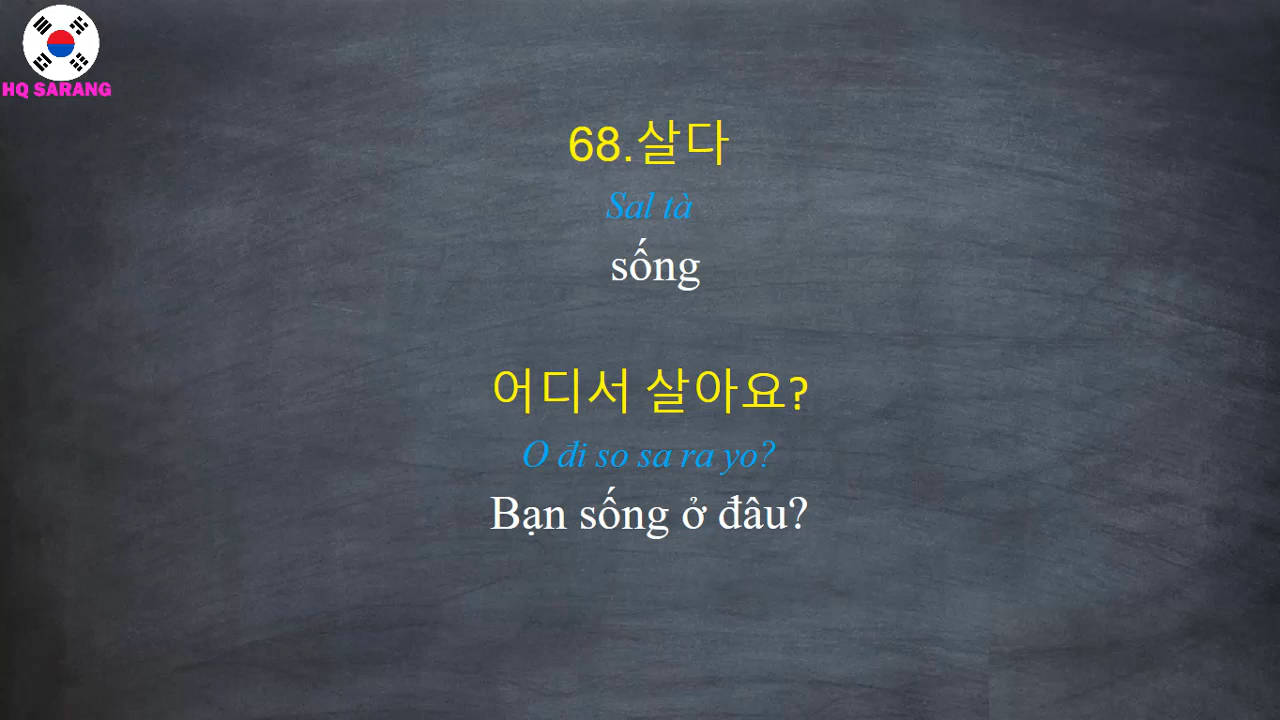 HQ SARANG
68.살다
Sal tà
sống
어디서 살아요?
O đi so sa ra yo?
Bạn sống ở đâu?